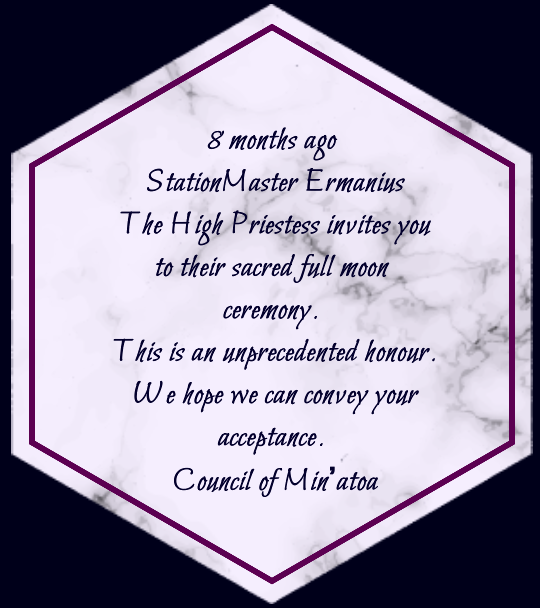 8 months ago
StationMaster Ermanius
The High Priestess invites you
to their sacred full moon
ceremony.
This is an unprecedented honour.
We hope we can convey your
acceptance.
Council of Min'atoa